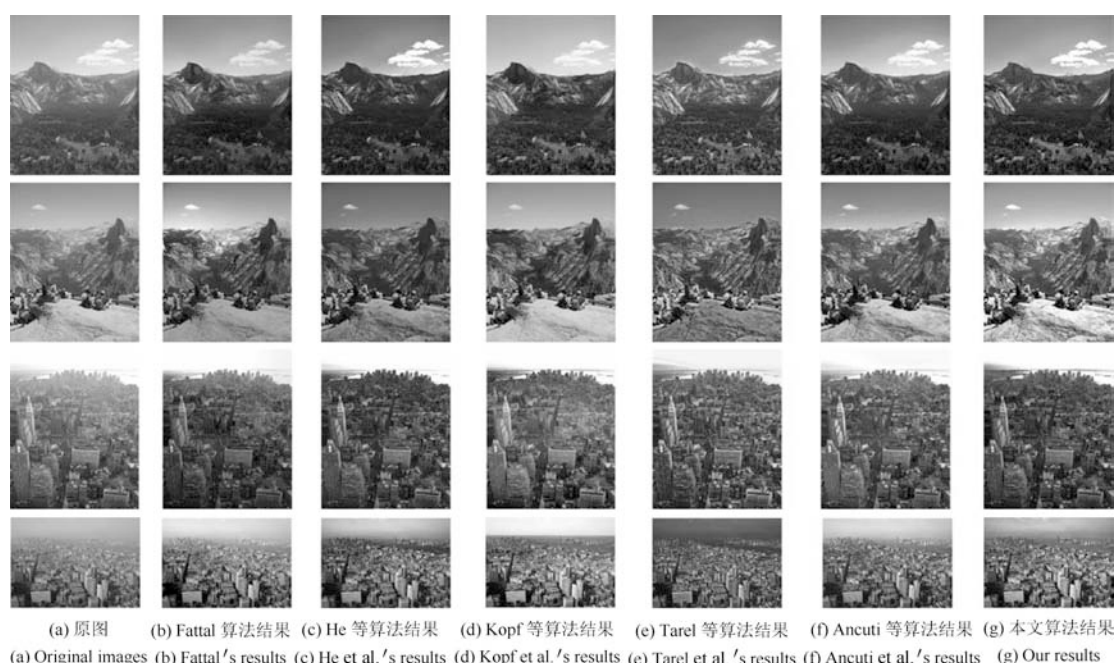 (a) 原图 (b) Fattal 算法结果 (c) He 等算法结果 (d) Kopf 等算法结果 (e) Tarel 等算法结果 (f) Ancuti 等算法结果 (g) 本文算法结果
(a) Original images (b) Fattal's results (c) He et al.'s results (d) Kopf et al.'s results (e) Tarel et al.'s results (f) Ancuti et al.'s results (g) Our results